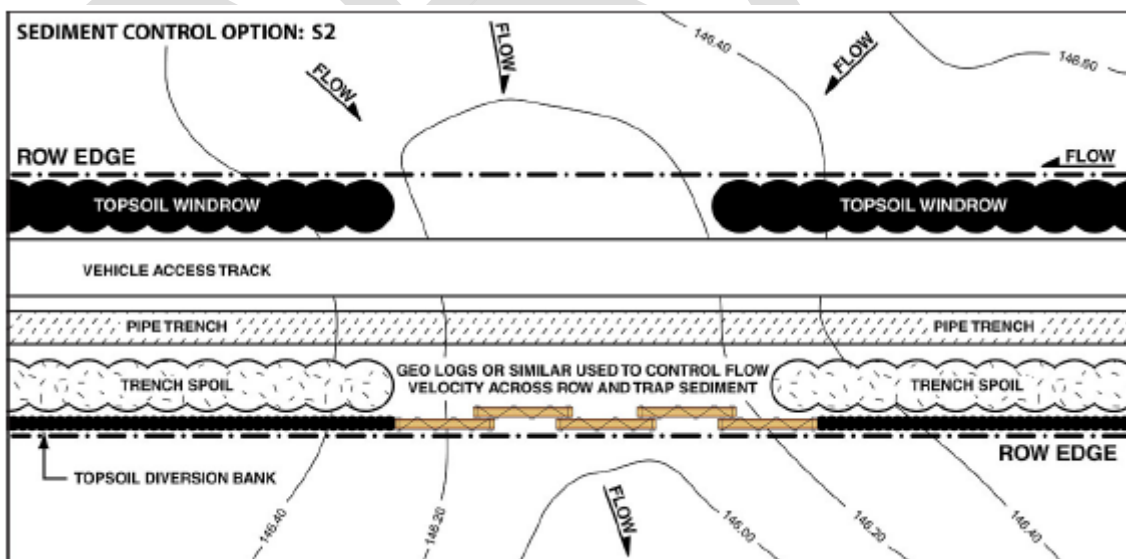 SEDIMENT CONTROL OPTION: S2
FLOW
FLOW
146.40
FLOW
146.60
ROW EDGE
FLOW
TOPSOIL WINDROW
TOPSOIL WINDROW
VEHICLE ACCESS TRACK
PIPE TRENCH
PIPE TRENCH
TRENCH SPOIL
GEO LOGS OR SIMILAR USED TO CONTROL FLOW
VELOCITY ACROSS ROW AND TRAP SEDIMENT
TRENCH SPOIL
ROW EDGE
TOPSOIL DIVERSION BANK
146.40
146.20
FLOW
146.00
146.20
146.40